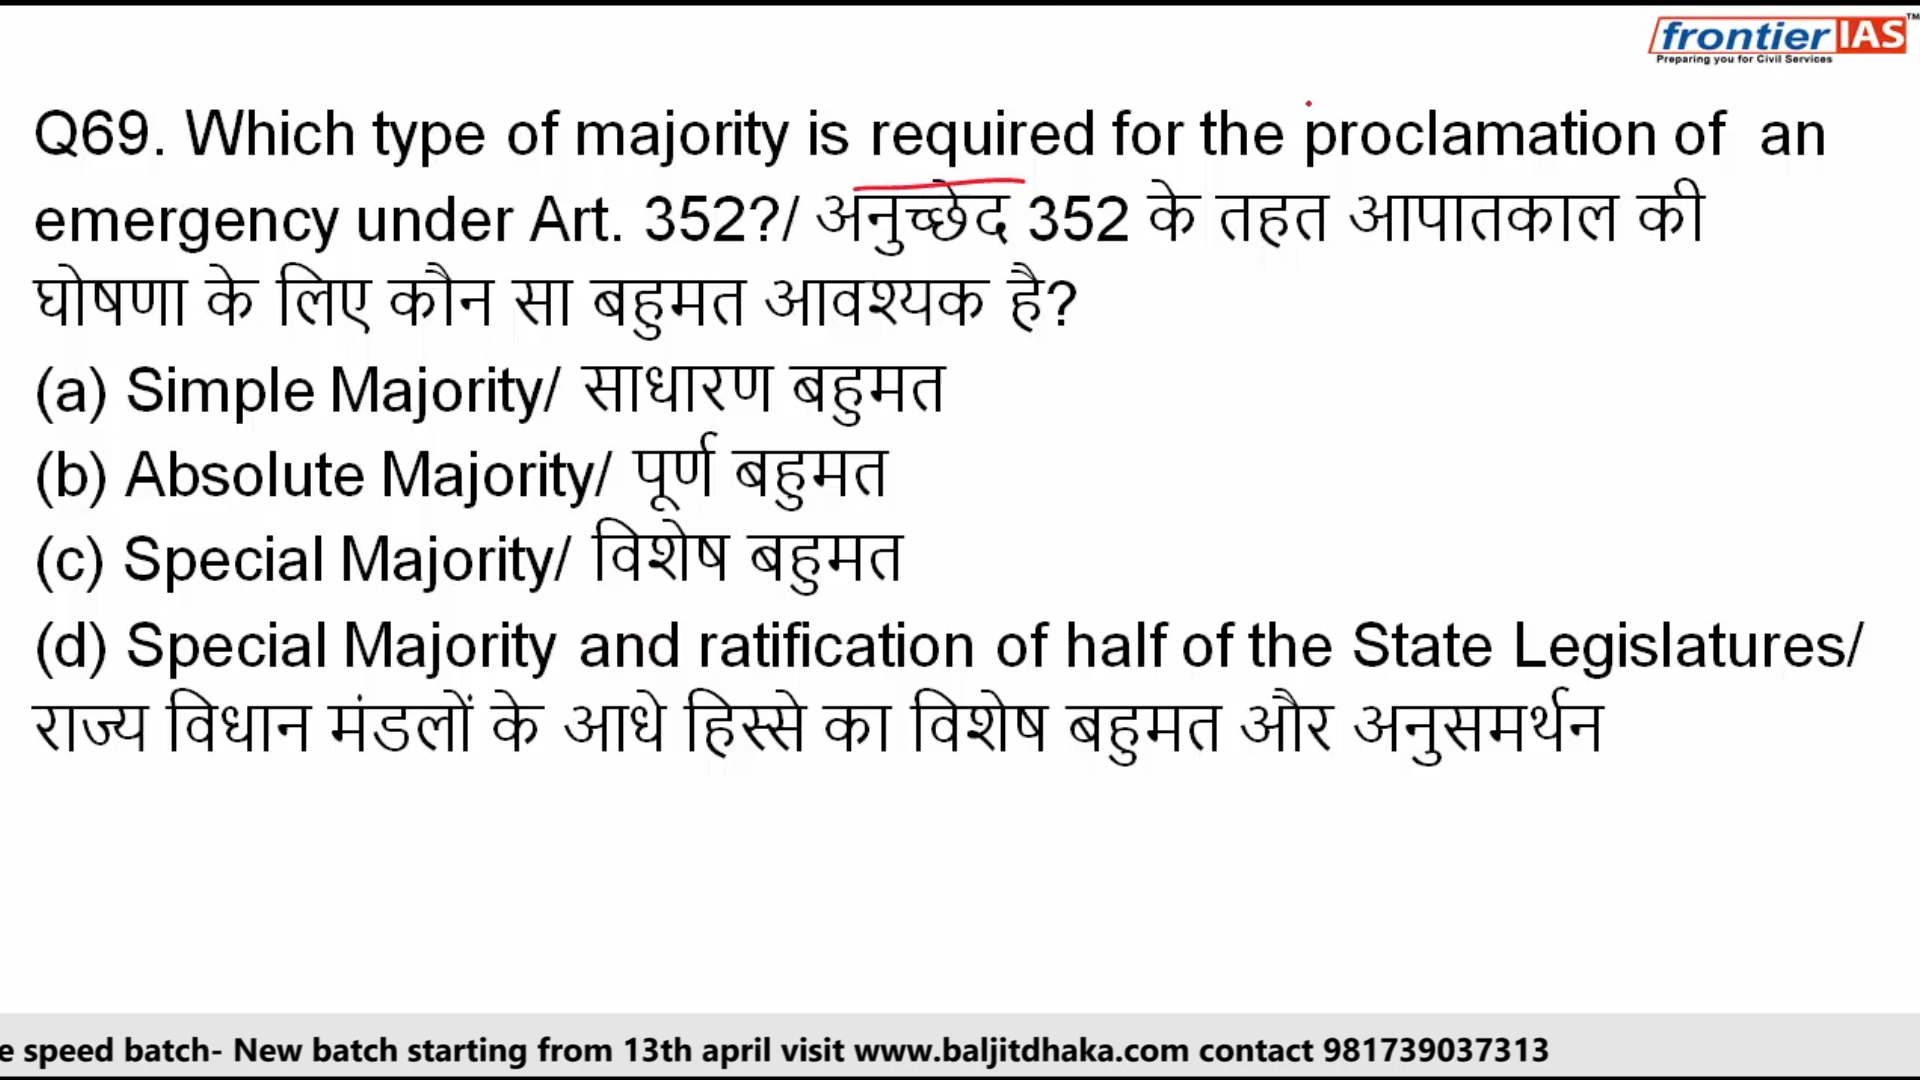 frontier IAS TM
Preparing you for Civil Services
Q69. Which type of majority is required for the proclamation of an
emergency under Art. 352?/ अनुच्छेद 352 के तहत आपातकाल की
घोषणा के लिए कौन सा बहुमत आवश्यक है?
(a) Simple Majority/ साधारण बहुमत
(b) Absolute Majority/ पूर्ण बहुमत
(c) Special Majority/ विशेष बहुमत
(d) Special Majority and ratification of half of the State Legislatures/
राज्य विधान मंडलों के आधे हिस्से का विशेष बहुमत और अनुसमर्थन
e speed batch- New batch starting from 13th april visit www.baljitdhaka.com contact 981739037313